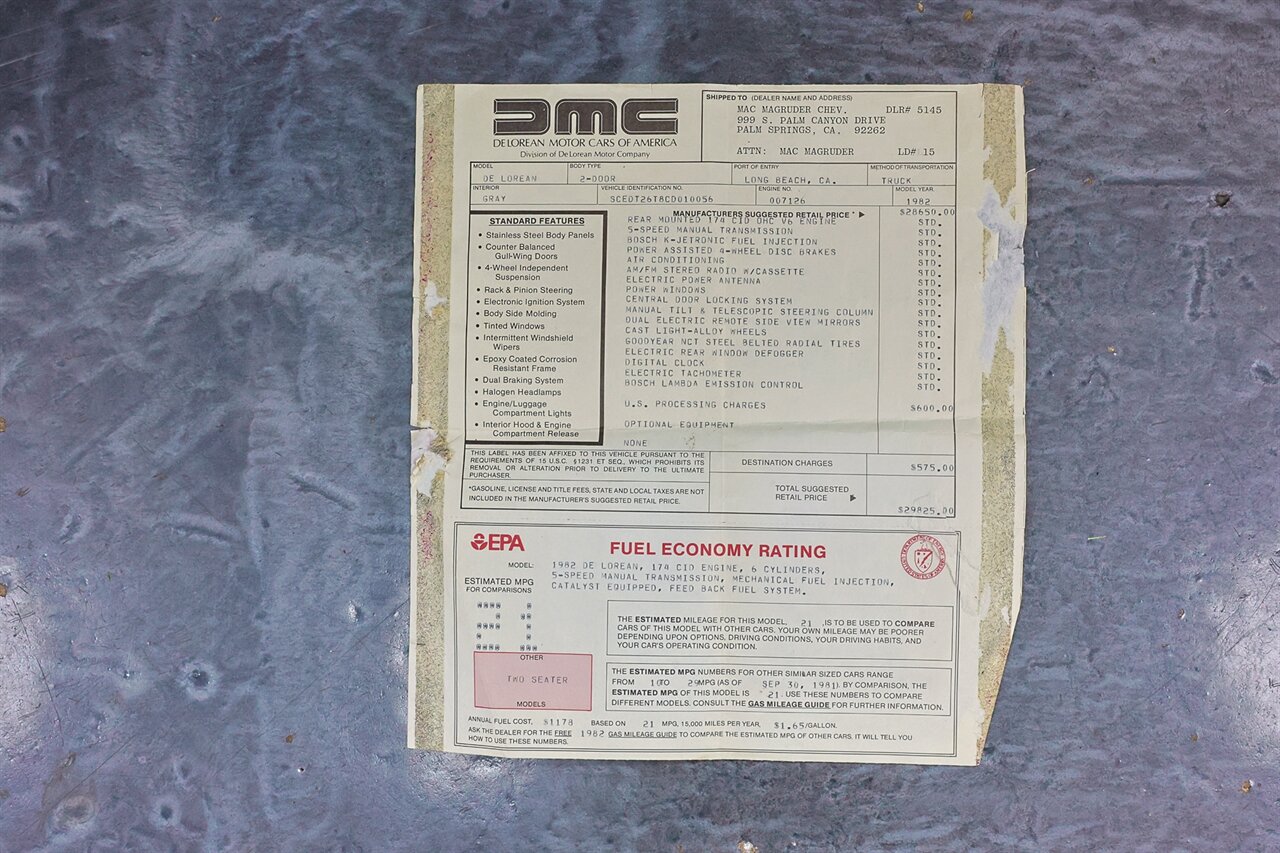 DMC
DELOREAN MOTOR CARS OF AMERICA
Division of DeLorean Motor Company
SHIPPED TO (DEALER NAME AND ADDRESS)
MAC MAGRUDER CHEV. DLR# 5145
999 S. PALM CANYON DRIVE
PALM SPRINGS, CA. 92262
ATTN: MAC MAGRUDER LD# 15
MODEL BODY TYPE PORT OF ENTRY METHOD OF TRANSPORTATION
DE LOREAN 2-DOOR LONG BEACH, CA. TRUCK
INTERIOR VEHICLE IDENTIFICATION NO. ENGINE NO. MODEL YEAR
GRAY SCEDT26T8CD010056 007126 1982
MANUFACTURERS SUGGESTED RETAIL PRICE * ▶ $28650.00
STANDARD FEATURES
• Stainless Steel Body Panels
• Counter Balanced
Gull-Wing Doors
• 4-Wheel Independent
Suspension
• Rack & Pinion Steering
• Electronic Ignition System
• Body Side Molding
• Tinted Windows
• Intermittent Windshield
Wipers
• Epoxy Coated Corrosion
Resistant Frame
• Dual Braking System
• Halogen Headlamps
• Engine/Luggage
Compartment Lights
• Interior Hood & Engine
Compartment Release
REAR MOUNTED 174 CID OHC V6 ENGINE STD.
5-SPEED MANUAL TRANSMISSION STD.
BOSCH K-JETRONIC FUEL INJECTION STD.
POWER ASSISTED 4-WHEEL DISC BRAKES STD.
AIR CONDITIONING STD.
AM/FM STEREO RADIO W/CASSETTE STD.
ELECTRIC POWER ANTENNA STD.
POWER WINDOWS STD.
CENTRAL DOOR LOCKING SYSTEM STD.
MANUAL TILT & TELESCOPIC STEERING COLUMN STD.
DUAL ELECTRIC REMOTE SIDE VIEW MIRRORS STD.
CAST LIGHT-ALLOY WHEELS STD.
GOODYEAR NCT STEEL BELTED RADIAL TIRES STD.
ELECTRIC REAR WINDOW DEFOGGER STD.
DIGITAL CLOCK STD.
ELECTRIC TACHOMETER STD.
BOSCH LAMBDA EMISSION CONTROL STD.
U.S. PROCESSING CHARGES $600.00
OPTIONAL EQUIPMENT
NONE
THIS LABEL HAS BEEN AFFIXED TO THIS VEHICLE PURSUANT TO THE
REQUIREMENTS OF 15 U.S.C. §1231 ET SEQ., WHICH PROHIBITS ITS
REMOVAL OR ALTERATION PRIOR TO DELIVERY TO THE ULTIMATE
PURCHASER.
*GASOLINE, LICENSE AND TITLE FEES, STATE AND LOCAL TAXES ARE NOT
INCLUDED IN THE MANUFACTURER'S SUGGESTED RETAIL PRICE.
DESTINATION CHARGES $575.00
TOTAL SUGGESTED
RETAIL PRICE ▶ $29825.00
EPA
FUEL ECONOMY RATING
MODEL: 1982 DE LOREAN, 174 CID ENGINE, 6 CYLINDERS,
5-SPEED MANUAL TRANSMISSION, MECHANICAL FUEL INJECTION,
CATALYST EQUIPPED, FEED BACK FUEL SYSTEM.
ESTIMATED MPG
FOR COMPARISONS
21
OTHER
TWO SEATER
MODELS
THE ESTIMATED MILEAGE FOR THIS MODEL, 21 , IS TO BE USED TO COMPARE
CARS OF THIS MODEL WITH OTHER CARS. YOUR OWN MILEAGE MAY BE POORER
DEPENDING UPON OPTIONS, DRIVING CONDITIONS, YOUR DRIVING HABITS, AND
YOUR CAR'S OPERATING CONDITION.
THE ESTIMATED MPG NUMBERS FOR OTHER SIMILAR SIZED CARS RANGE
FROM 10 TO 29 MPG (AS OF SEP 30, 1981). BY COMPARISON, THE
ESTIMATED MPG OF THIS MODEL IS 21. USE THESE NUMBERS TO COMPARE
DIFFERENT MODELS. CONSULT THE GAS MILEAGE GUIDE FOR FURTHER INFORMATION.
ANNUAL FUEL COST, $1178 BASED ON 21 MPG, 15,000 MILES PER YEAR, $1.65/GALLON.
ASK THE DEALER FOR THE FREE 1982 GAS MILEAGE GUIDE TO COMPARE THE ESTIMATED MPG OF OTHER CARS. IT WILL TELL YOU
HOW TO USE THESE NUMBERS.